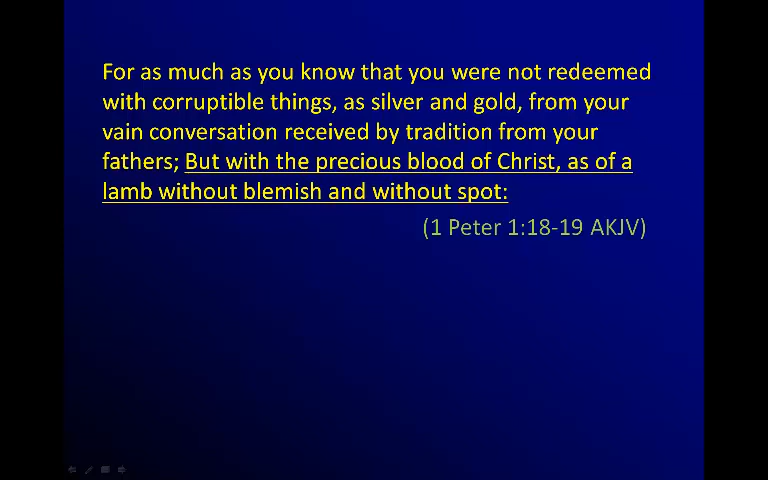 For as much as you know that you were not redeemed
with corruptible things, as silver and gold, from your
vain conversation received by tradition from your
fathers; But with the precious blood of Christ, as of a
lamb without blemish and without spot:
(1 Peter 1:18-19 AKJV)